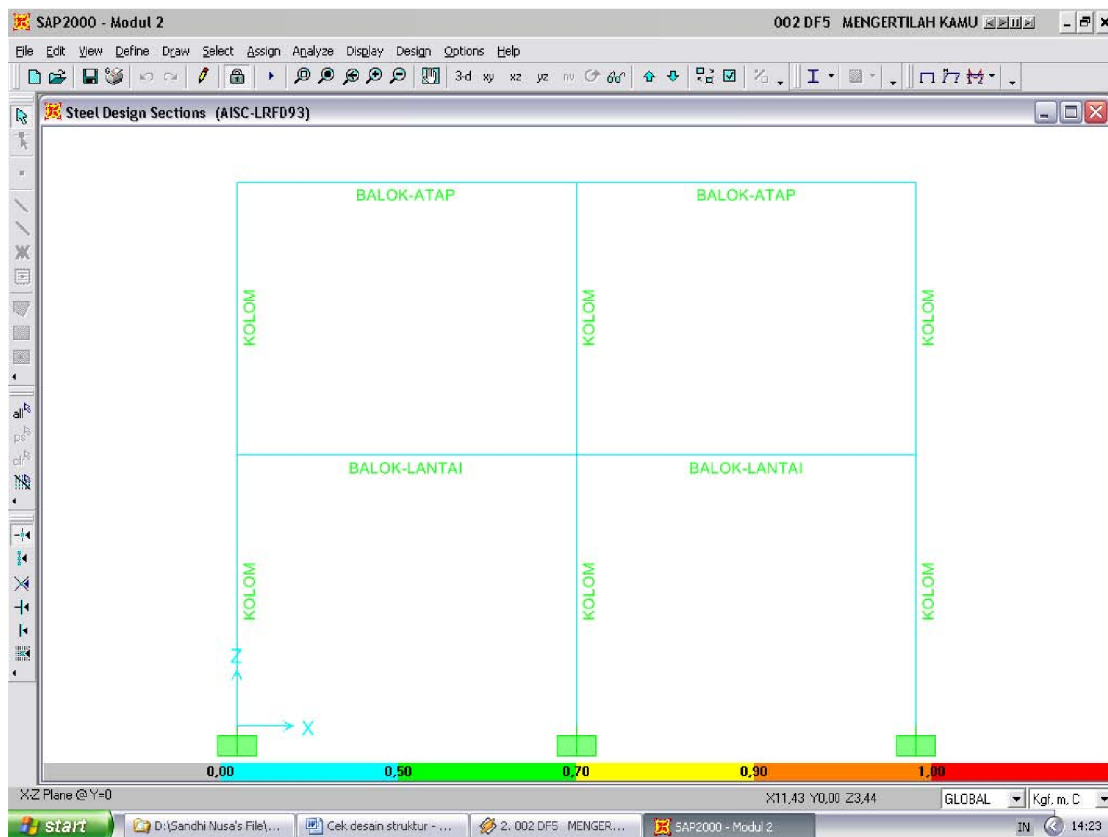 SAP2000 - Modul 2
002 DF5 MENGERTILAH KAMU
File Edit View Define Draw Select Assign Analyze Display Design Options Help
3-d xy xz yz nv
Steel Design Sections (AISC-LRFD93)
all
ps
clr
BALOK-ATAP BALOK-ATAP
KOLOM KOLOM KOLOM
BALOK-LANTAI BALOK-LANTAI
KOLOM KOLOM KOLOM
Z
X
0,00 0,50 0,70 0,90 1,00
X-Z Plane @ Y=0
X11,43 Y0,00 Z3,44
GLOBAL
Kgf, m, C
start
D:\Sandhi Nusa's File\...
Cek desain struktur - ...
2. 002 DF5 MENGER...
SAP2000 - Modul 2
IN
14:23